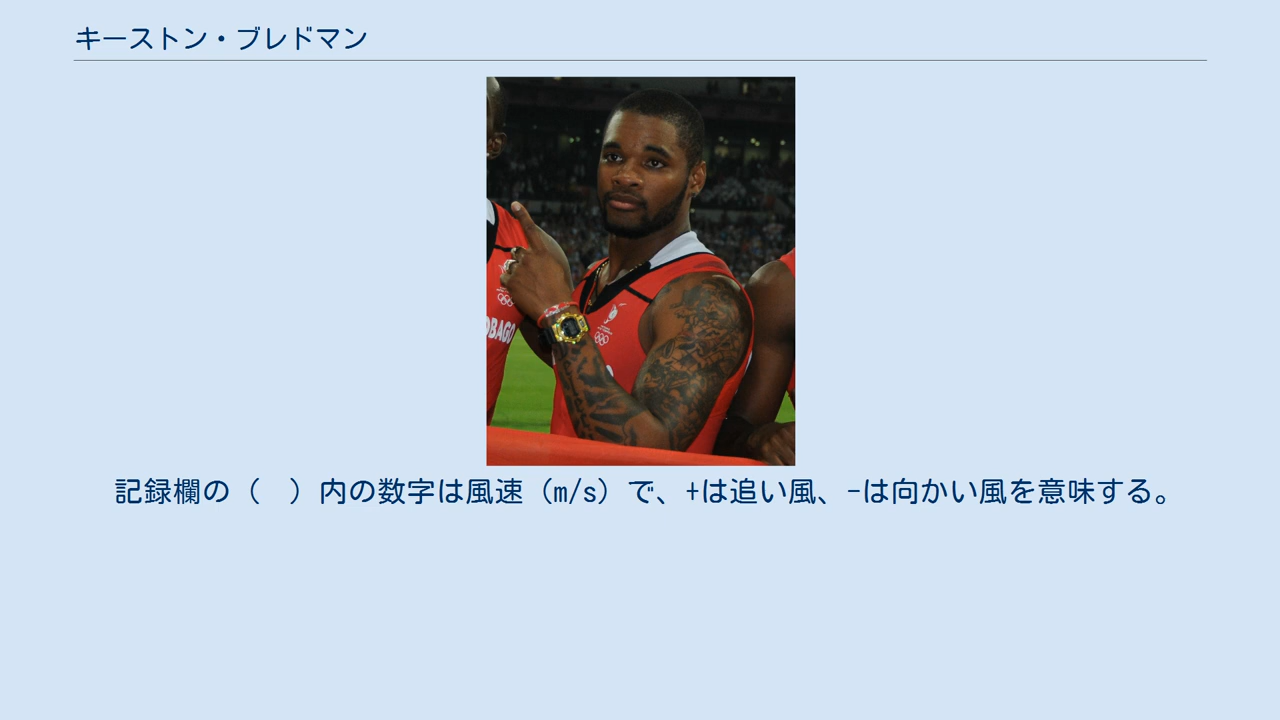 キーストン・ブレドマン
OBAGO
記録欄の（　）内の数字は風速（m/s）で、+は追い風、-は向かい風を意味する。